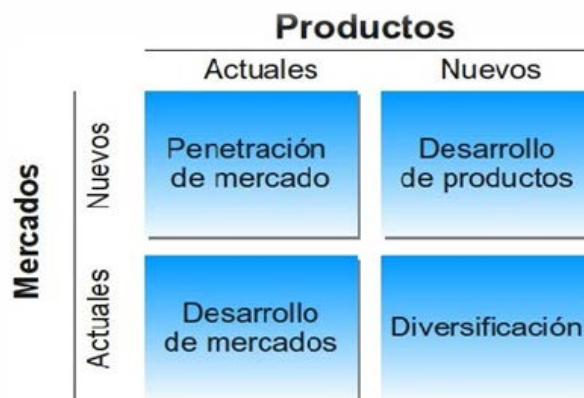 Productos
Actuales
Nuevos
Mercados
Nuevos
Penetración
de mercado
Desarrollo
de productos
Actuales
Desarrollo
de mercados
Diversificación